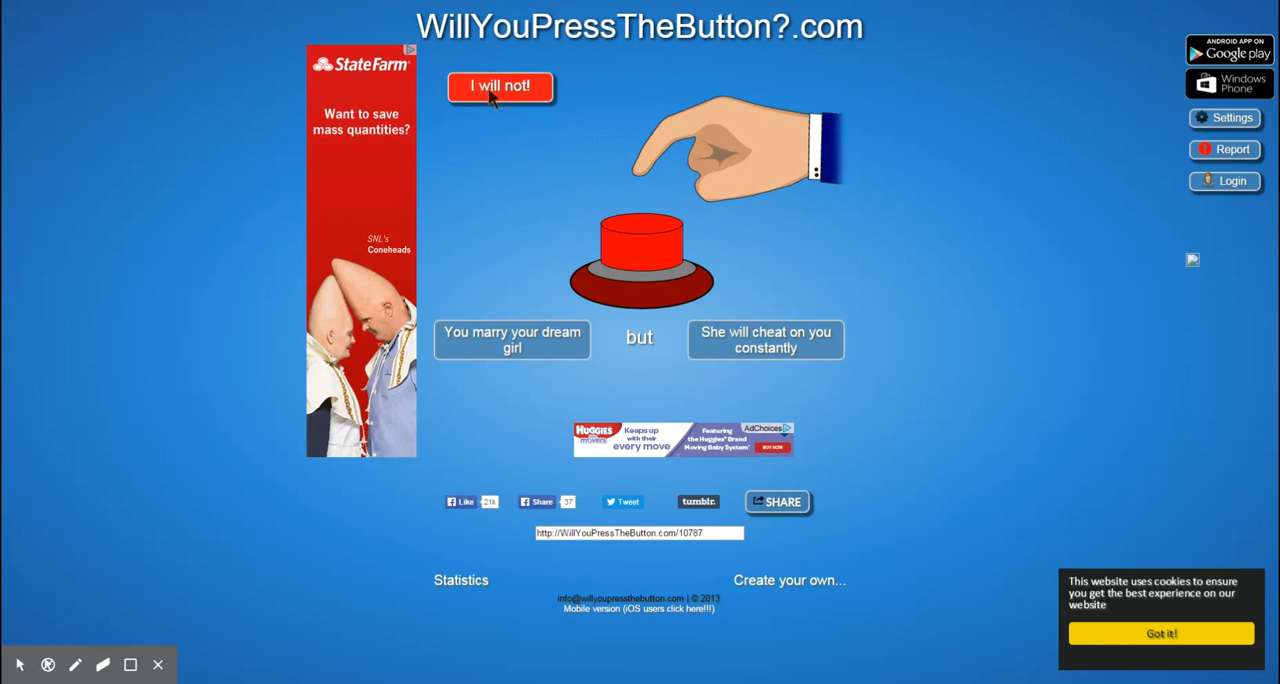 WillYouPressTheButton?.com
StateFarm
Want to save
mass quantities?
SNL's
Coneheads
I will not!
You marry your dream
girl
but
She will cheat on you
constantly
HUGGIES
movers
Keeps up
with their
every move
Featuring
the Huggies Brand
Moving Baby System
AdChoices
BUY NOW
Like
21k
Share
37
Tweet
tumblr.
SHARE
http://WillYouPressTheButton.com/10787
Statistics
Create your own...
info@willyoupressthebutton.com | © 2013
Mobile version (iOS users click here!!!)
ANDROID APP ON
Google play
Windows
Phone
Settings
Report
Login
This website uses cookies to ensure
you get the best experience on our
website
Got it!